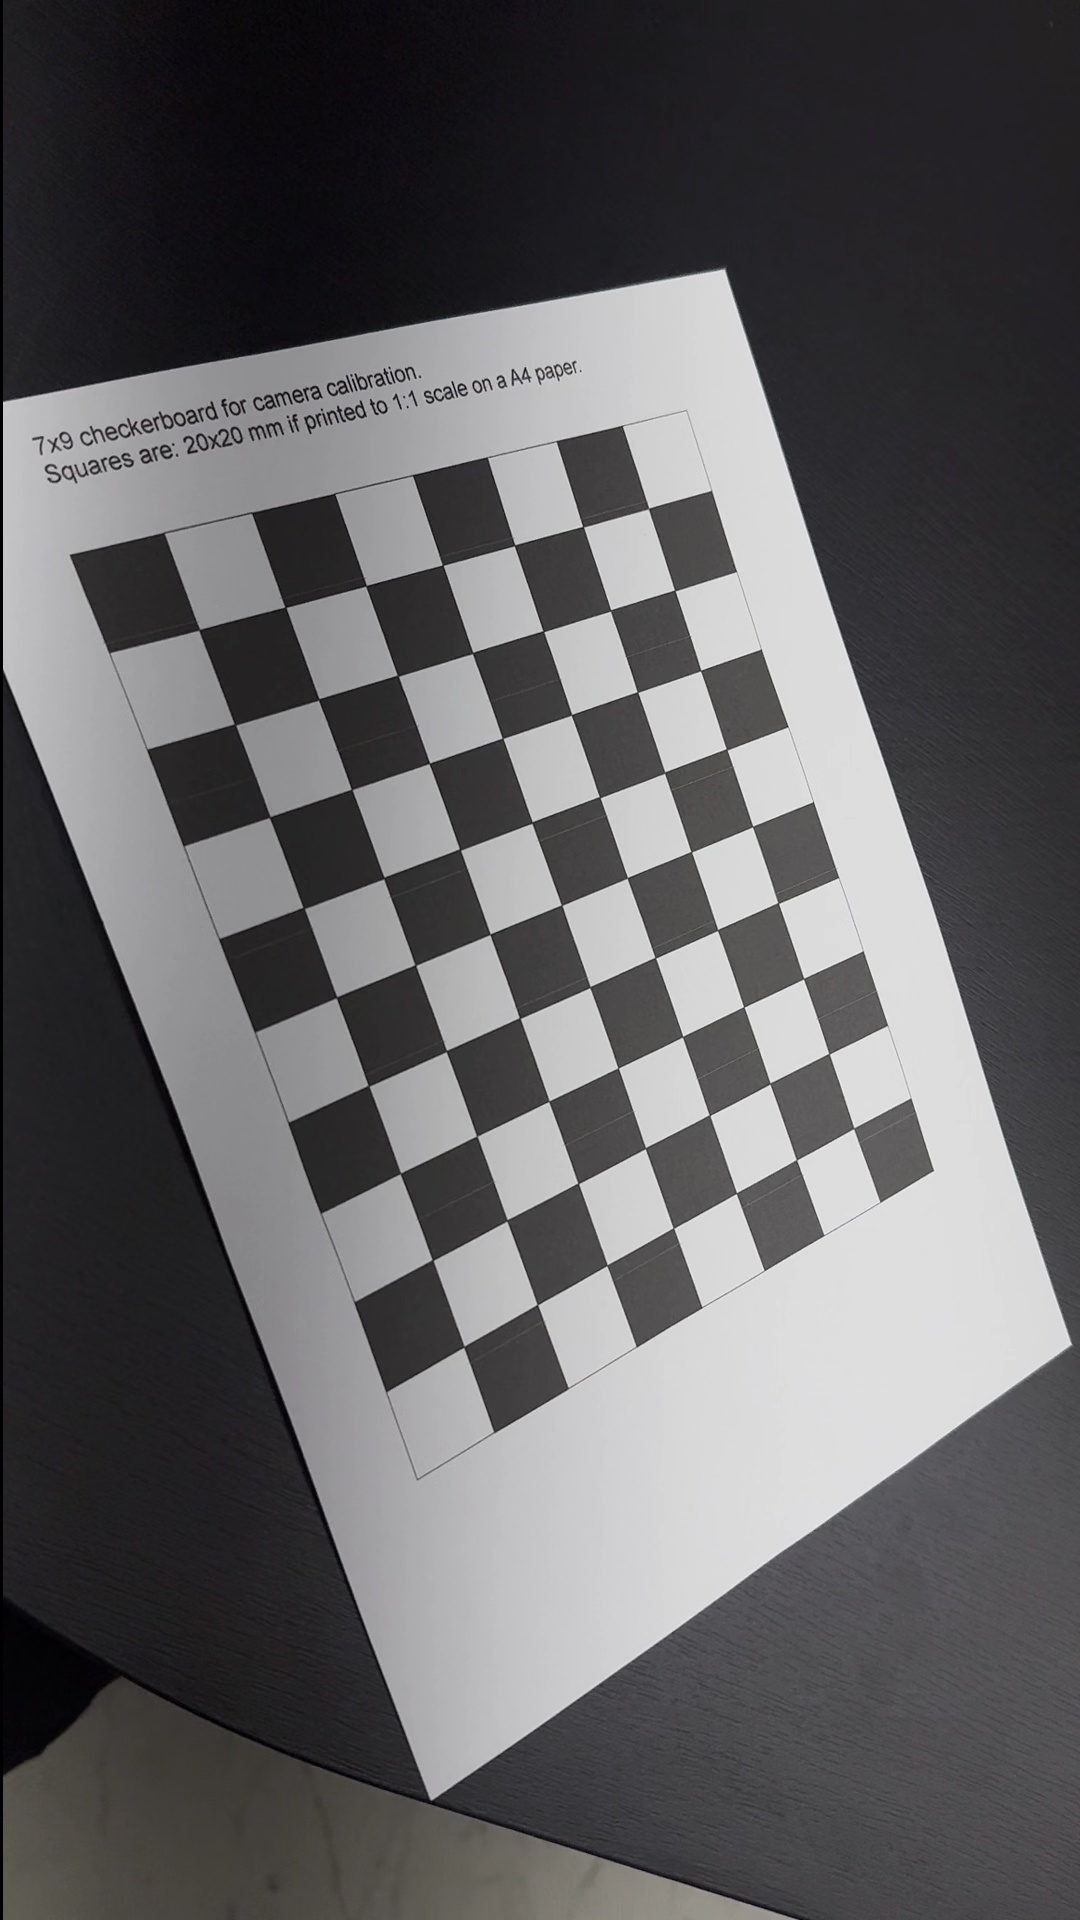 7x9 checkerboard for camera calibration.
Squares are: 20x20 mm if printed to 1:1 scale on a A4 paper.